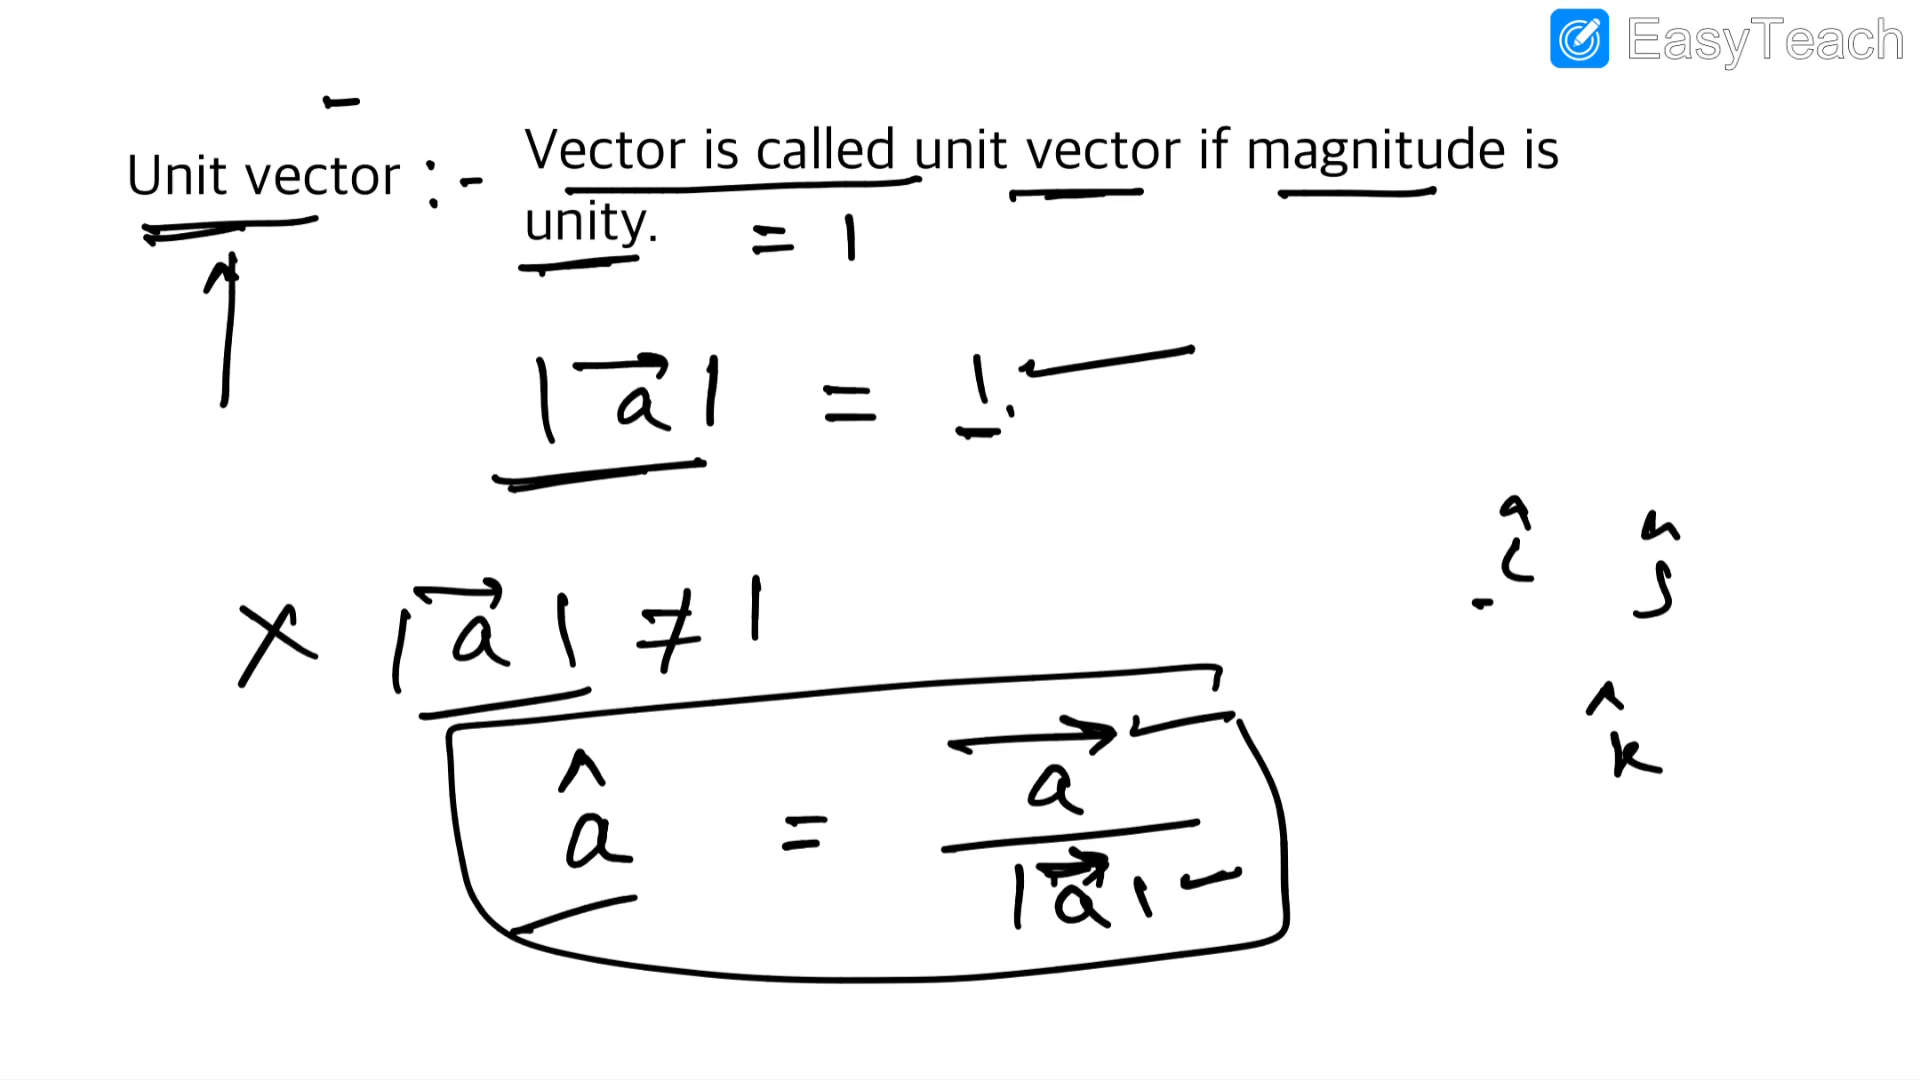 EasyTeach
Unit vector :- Vector is called unit vector if magnitude is
unity. = 1
|a⃗| = 1.
× |a⃗| ≠ 1
î ĵ
k̂
â = a⃗ / |a⃗|